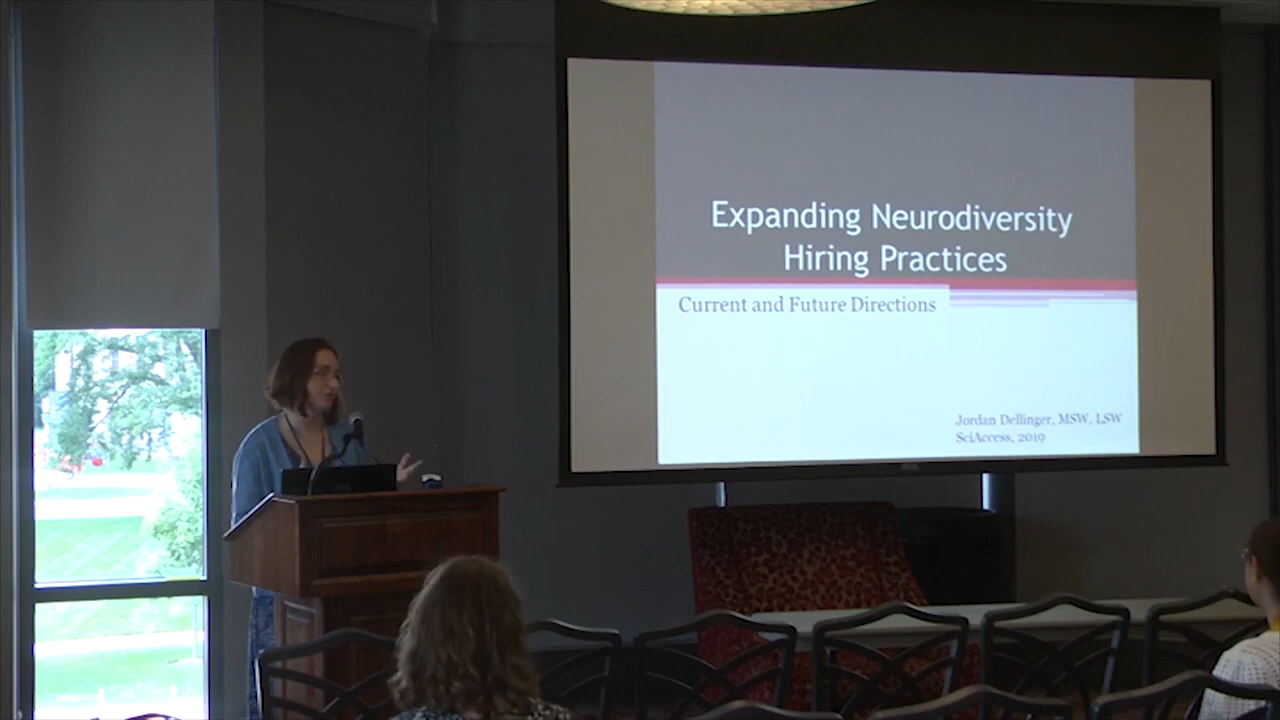 Expanding Neurodiversity
Hiring Practices
Current and Future Directions
Jordan Dellinger, MSW, LSW
SciAccess, 2019